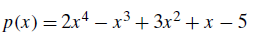 p(x) = 2x⁴ − x³ + 3x² + x − 5